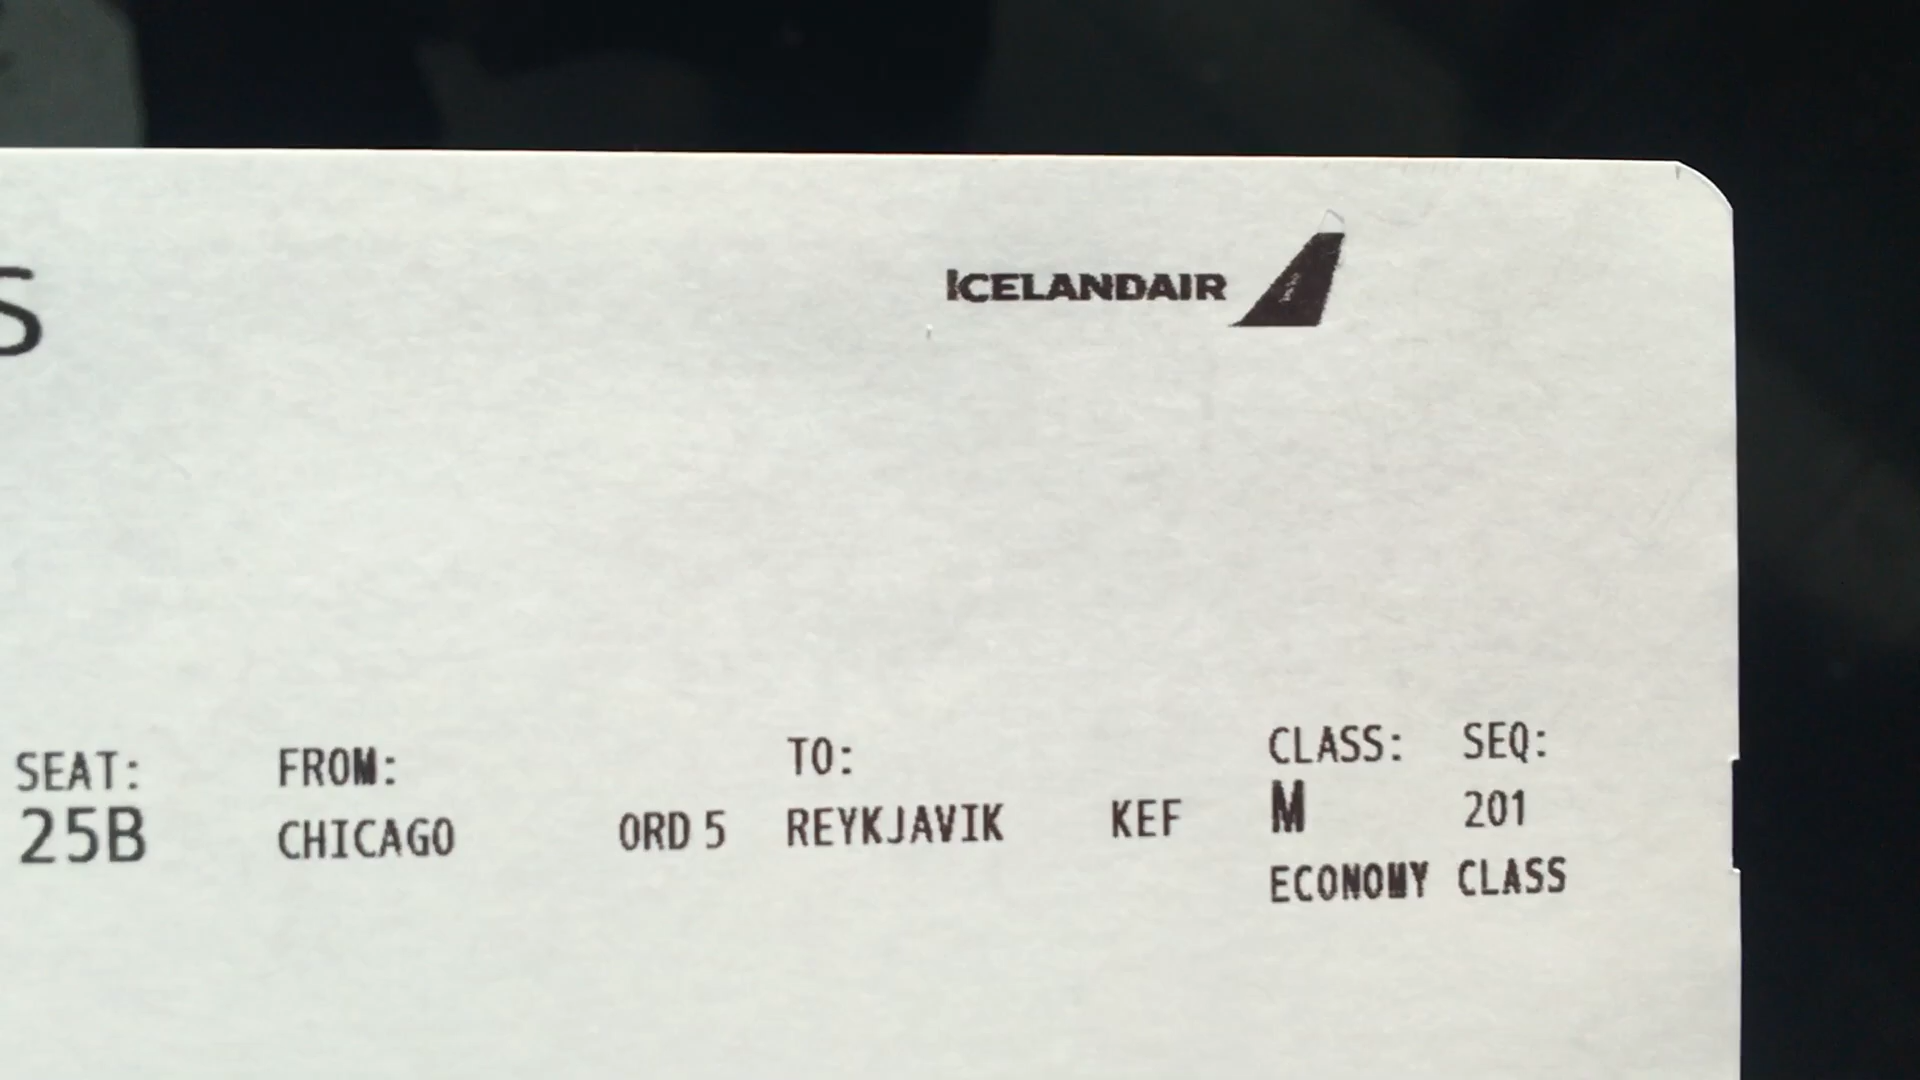 S
ICELANDAIR
SEAT: FROM: TO: CLASS: SEQ:
25B CHICAGO ORD 5 REYKJAVIK KEF M 201
ECONOMY CLASS